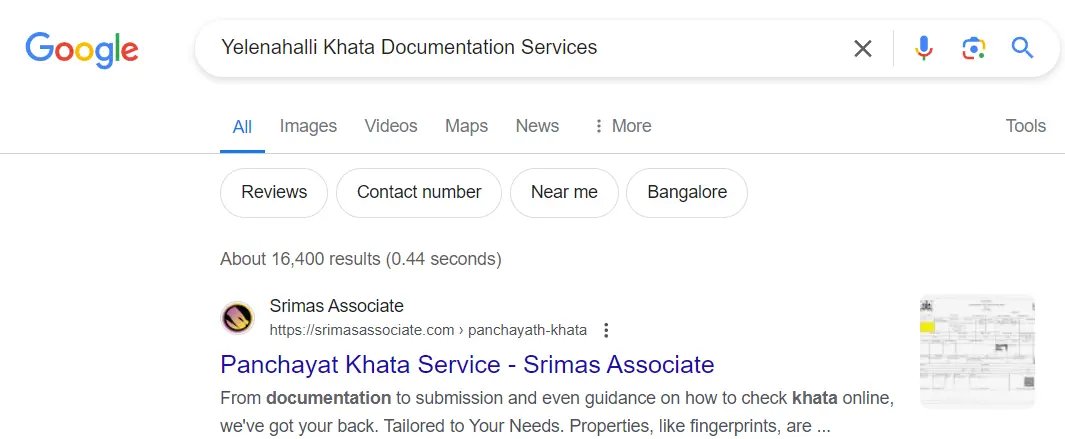 Google
Yelenahalli Khata Documentation Services
All Images Videos Maps News More Tools
Reviews Contact number Near me Bangalore
About 16,400 results (0.44 seconds)
Srimas Associate
https://srimasassociate.com › panchayath-khata
Panchayat Khata Service - Srimas Associate
From documentation to submission and even guidance on how to check khata online,
we've got your back. Tailored to Your Needs. Properties, like fingerprints, are ...